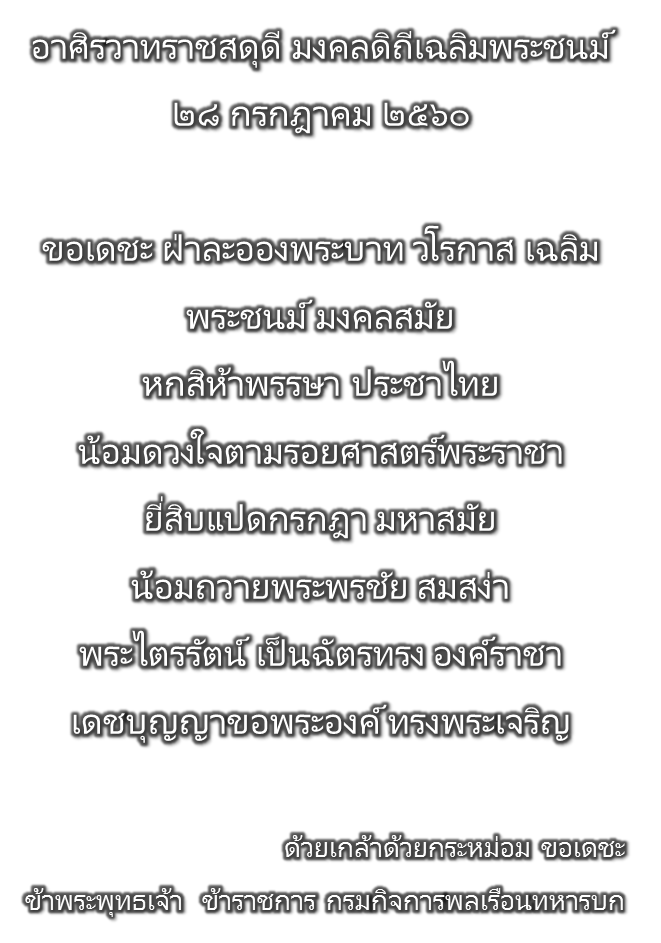 อาศิรวาทราชสดุดี มงคลดิถีเฉลิมพระชนม์
๒๘ กรกฎาคม ๒๕๖๐
ขอเดชะ ฝ่าละอองพระบาท วโรกาส เฉลิม
พระชนม์ มงคลสมัย
หกสิห้าพรรษา ประชาไทย
น้อมดวงใจตามรอยศาสตร์พระราชา
ยี่สิบแปดกรกฎา มหาสมัย
น้อมถวายพระพรชัย สมสง่า
พระไตรรัตน์ เป็นฉัตรทรง องค์ราชา
เดชบุญญาขอพระองค์ ทรงพระเจริญ
ด้วยเกล้าด้วยกระหม่อม ขอเดชะ
ข้าพระพุทธเจ้า ข้าราชการ กรมกิจการพลเรือนทหารบก